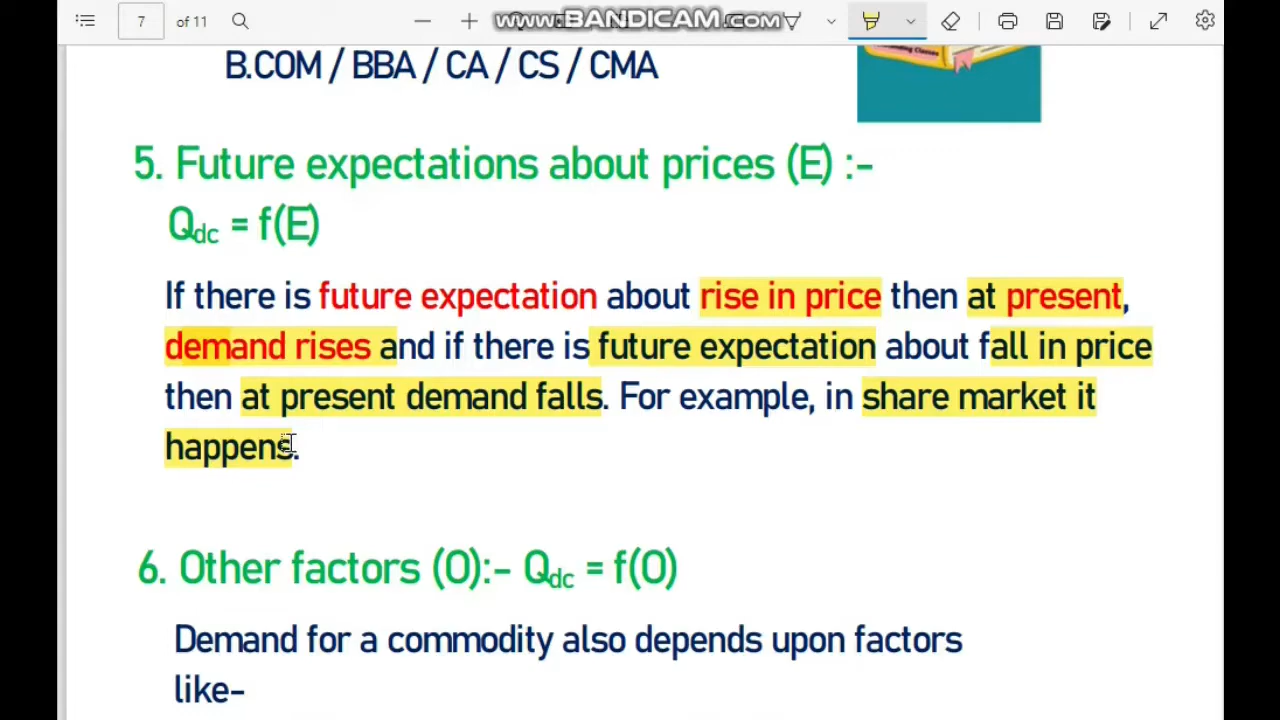 7 of 11
www.BANDICAM.com
B.COM / BBA / CA / CS / CMA
5. Future expectations about prices (E) :-
Qdc = f(E)
If there is future expectation about rise in price then at present,
demand rises and if there is future expectation about fall in price
then at present demand falls. For example, in share market it
happens.
6. Other factors (O):- Qdc = f(O)
Demand for a commodity also depends upon factors
like-